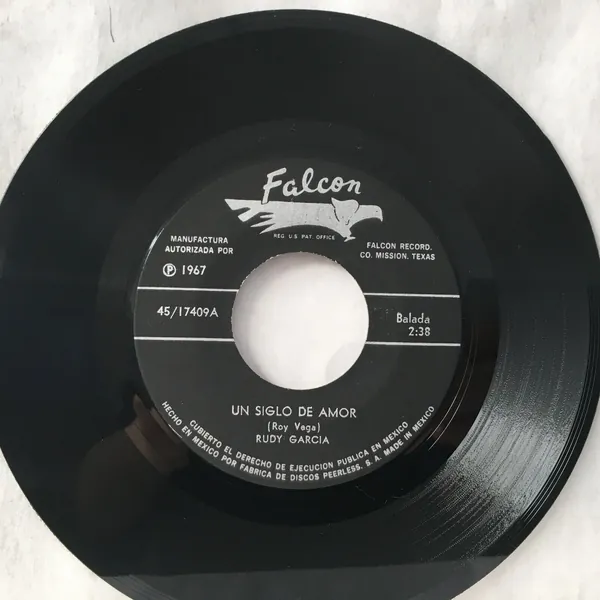 Falcon
REG. U.S. PAT. OFFICE
MANUFACTURA
AUTORIZADA POR
Ⓟ 1967
FALCON RECORD.
CO. MISSION, TEXAS
45/17409A
Balada
2:38
UN SIGLO DE AMOR
(Roy Vega)
RUDY GARCIA
CUBIERTO EL DERECHO DE EJECUCION PUBLICA EN MEXICO
HECHO EN MEXICO POR FABRICA DE DISCOS PEERLESS, S. A. MADE IN MEXICO